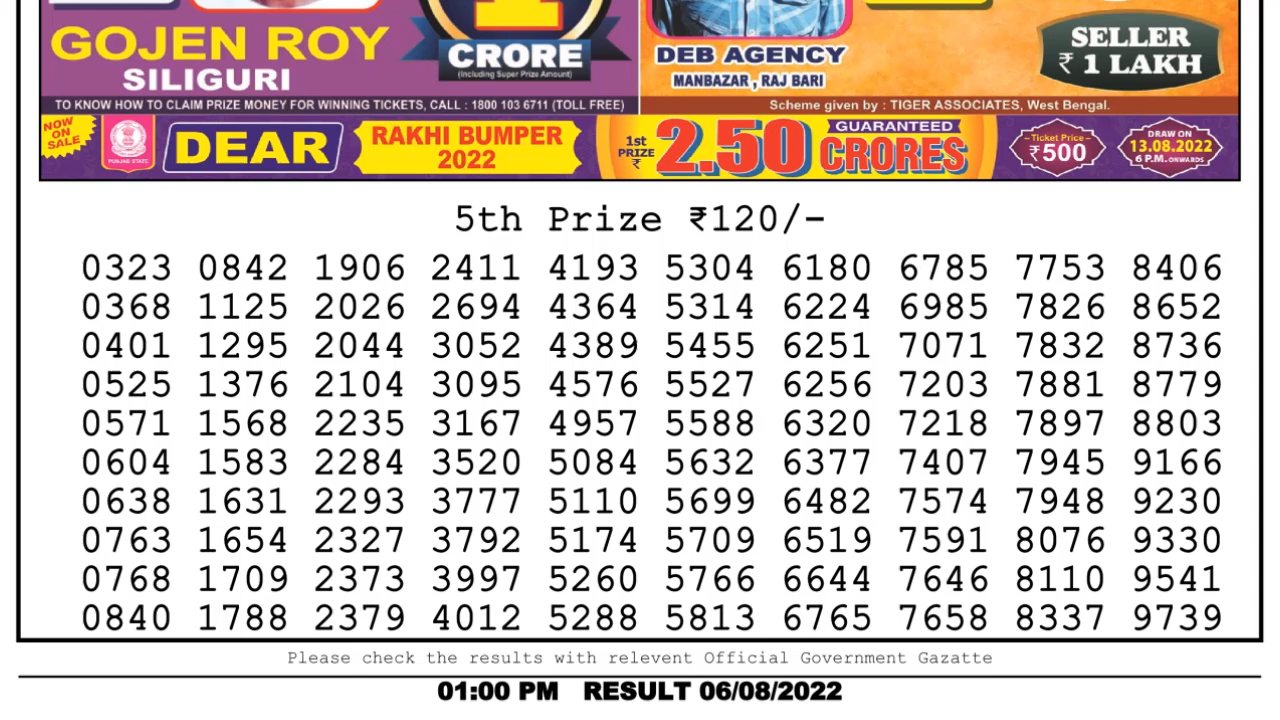 GOJEN ROY
SILIGURI
CRORE
(Including Super Prize Amount)
DEB AGENCY
MANBAZAR, RAJ BARI
SELLER
₹ 1 LAKH
TO KNOW HOW TO CLAIM PRIZE MONEY FOR WINNING TICKETS, CALL : 1800 103 6711 (TOLL FREE)
Scheme given by : TIGER ASSOCIATES, West Bengal.
NOW ON SALE
PUNJAB STATE
DEAR
RAKHI BUMPER
2022
1st PRIZE ₹
2.50
GUARANTEED
CRORES
Ticket Price
₹500
DRAW ON
13.08.2022
6 P.M. ONWARDS
5th Prize ₹120/-
0323 0842 1906 2411 4193 5304 6180 6785 7753 8406
0368 1125 2026 2694 4364 5314 6224 6985 7826 8652
0401 1295 2044 3052 4389 5455 6251 7071 7832 8736
0525 1376 2104 3095 4576 5527 6256 7203 7881 8779
0571 1568 2235 3167 4957 5588 6320 7218 7897 8803
0604 1583 2284 3520 5084 5632 6377 7407 7945 9166
0638 1631 2293 3777 5110 5699 6482 7574 7948 9230
0763 1654 2327 3792 5174 5709 6519 7591 8076 9330
0768 1709 2373 3997 5260 5766 6644 7646 8110 9541
0840 1788 2379 4012 5288 5813 6765 7658 8337 9739
Please check the results with relevent Official Government Gazatte
01:00 PM RESULT 06/08/2022